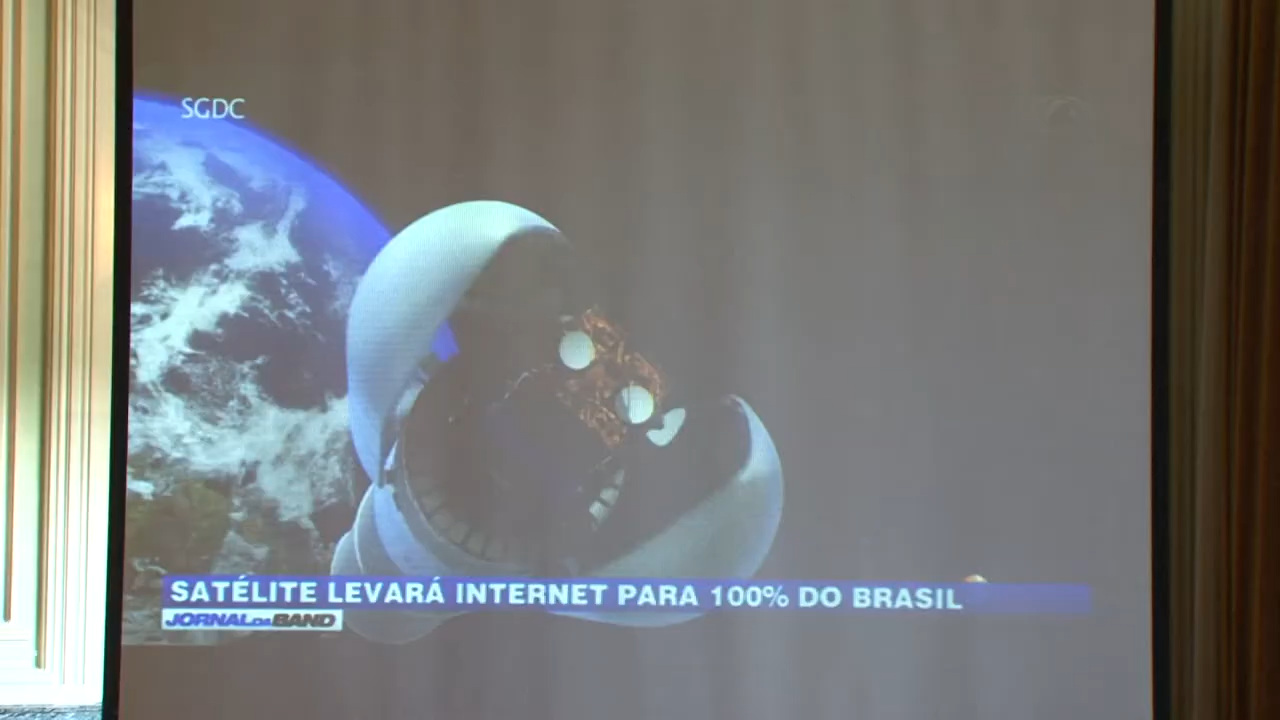 SGDC
SATÉLITE LEVARÁ INTERNET PARA 100% DO BRASIL
JORNAL DA BAND